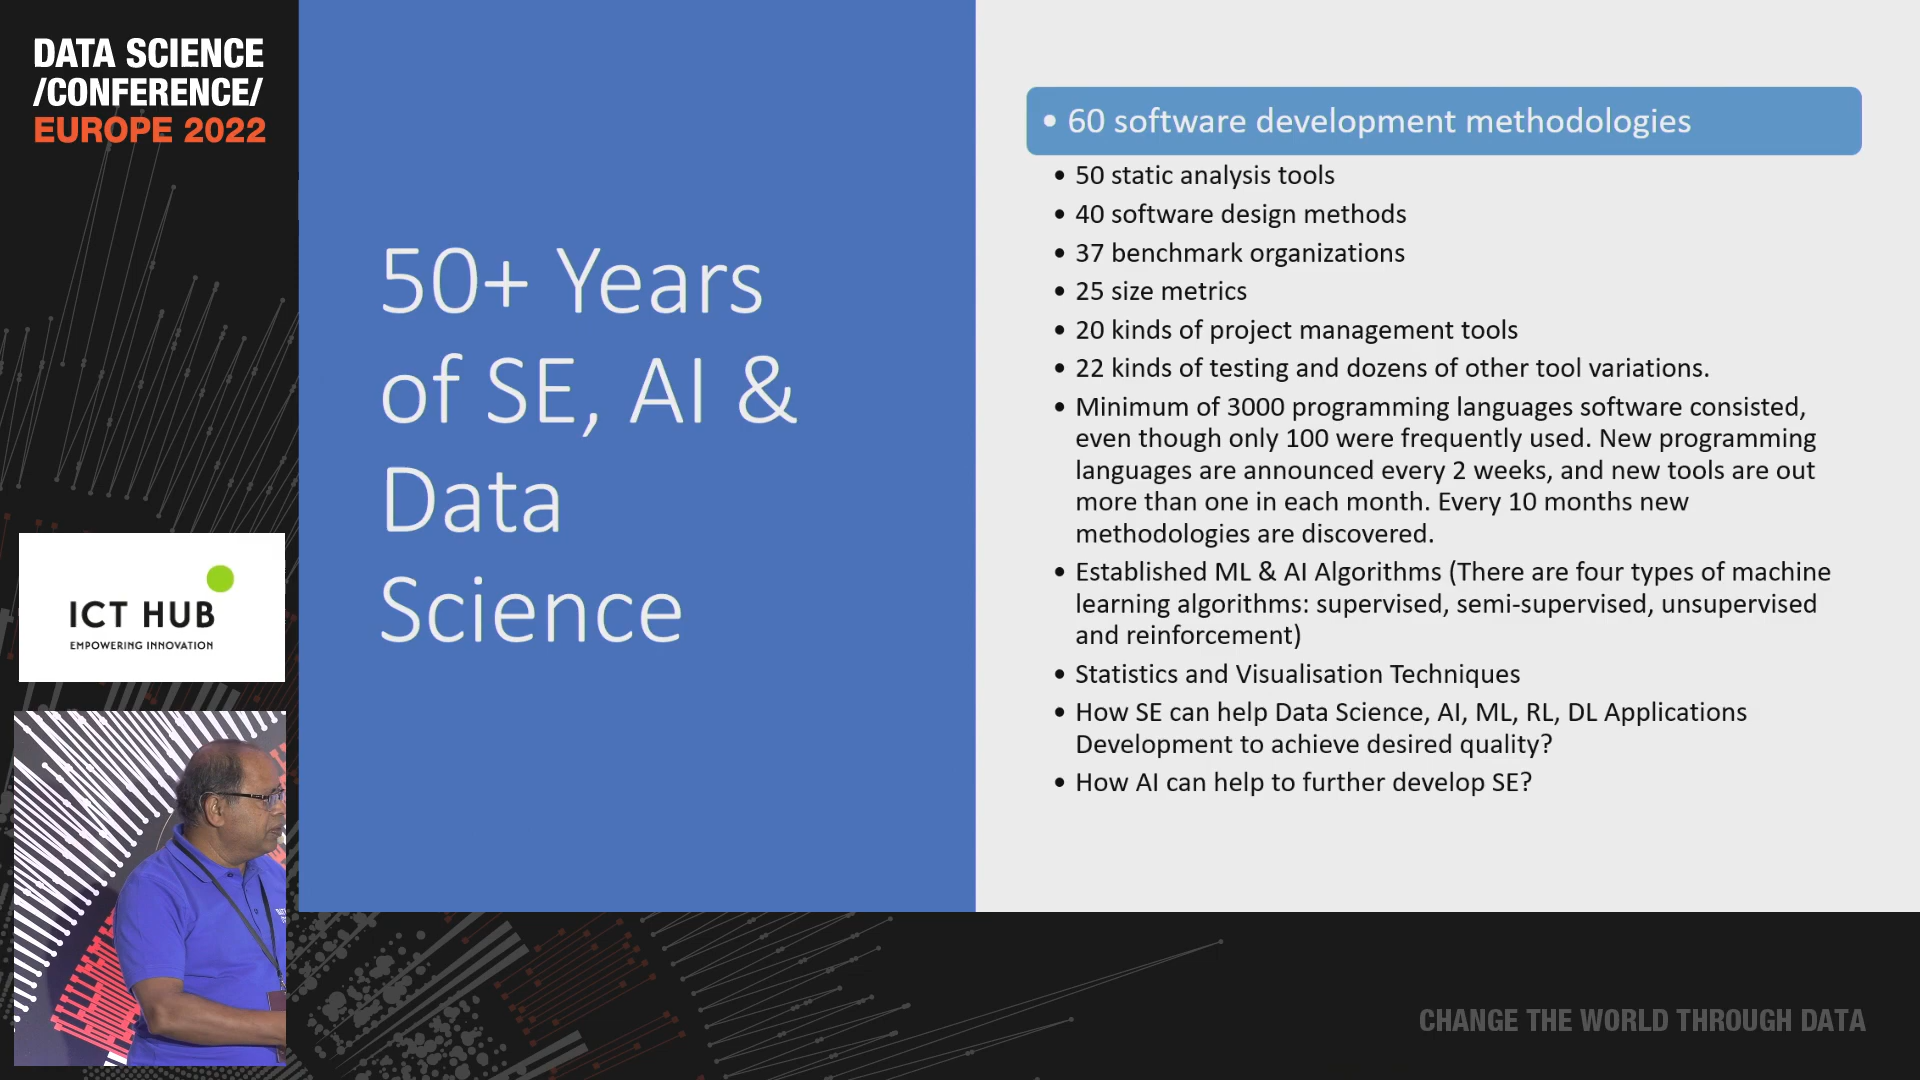 DATA SCIENCE
/CONFERENCE/
EUROPE 2022
ICT HUB
EMPOWERING INNOVATION
50+ Years
of SE, AI &
Data
Science
• 60 software development methodologies
• 50 static analysis tools
• 40 software design methods
• 37 benchmark organizations
• 25 size metrics
• 20 kinds of project management tools
• 22 kinds of testing and dozens of other tool variations.
• Minimum of 3000 programming languages software consisted,
even though only 100 were frequently used. New programming
languages are announced every 2 weeks, and new tools are out
more than one in each month. Every 10 months new
methodologies are discovered.
• Established ML & AI Algorithms (There are four types of machine
learning algorithms: supervised, semi-supervised, unsupervised
and reinforcement)
• Statistics and Visualisation Techniques
• How SE can help Data Science, AI, ML, RL, DL Applications
Development to achieve desired quality?
• How AI can help to further develop SE?
CHANGE THE WORLD THROUGH DATA